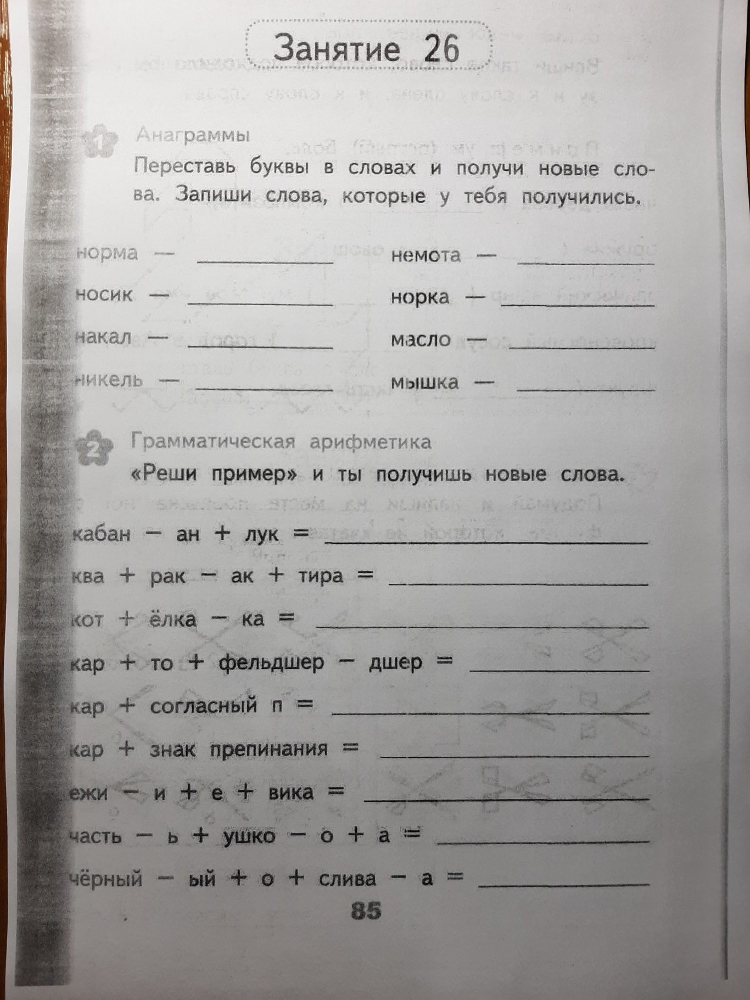 Занятие 26
1 Анаграммы
Переставь буквы в словах и получи новые сло-
ва. Запиши слова, которые у тебя получились.
норма — немота —
носик — норка —
накал — масло —
никель — мышка —
2 Грамматическая арифметика
«Реши пример» и ты получишь новые слова.
кабан − ан + лук =
ква + рак − ак + тира =
кот + ёлка − ка =
кар + то + фельдшер − дшер =
кар + согласный п =
кар + знак препинания =
ежи − и + е + вика =
часть − ь + ушко − о + а =
чёрный − ый + о + слива − а =
85